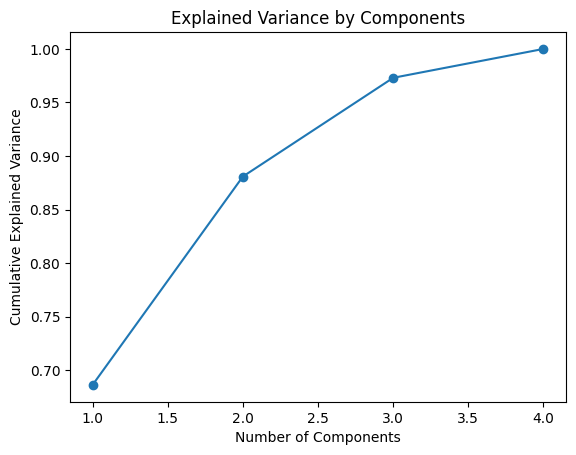 Explained Variance by Components
Cumulative Explained Variance
1.00
0.95
0.90
0.85
0.80
0.75
0.70
1.0 1.5 2.0 2.5 3.0 3.5 4.0
Number of Components